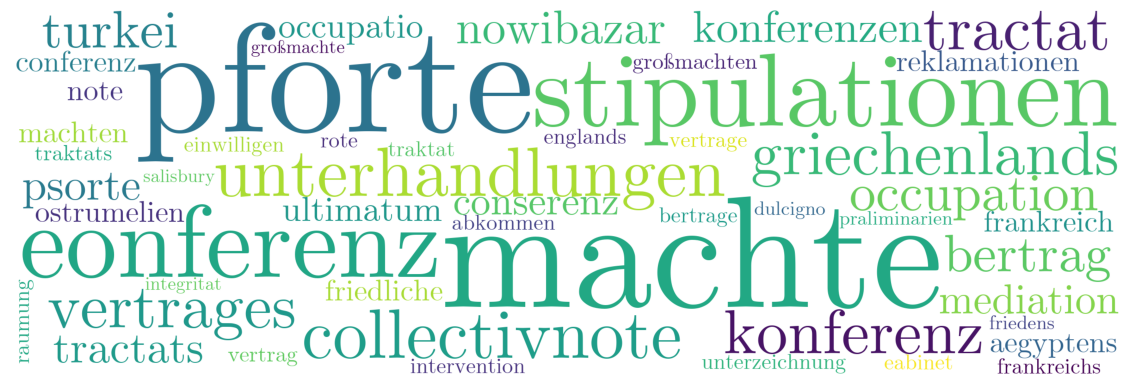 turkei
occupatio
nowibazar
konferenzen
tractat
großmachte
conferenz
pforte
stipulationen
großmachten
reklamationen
note
machten
einwilligen
rote
englands
vertrage
traktats
traktat
griechenlands
psorte
salisbury
unterhandlungen
occupation
ostrumelien
ultimatum
conserenz
abkommen
bertrage
dulcigno
praliminarien
frankreich
eonferenz
machte
bertrag
integritat
friedliche
mediation
raumung
vertrages
collectivnote
konferenz
friedens
aegyptens
tractats
vertrag
intervention
unterzeichnung
eabinet
frankreichs